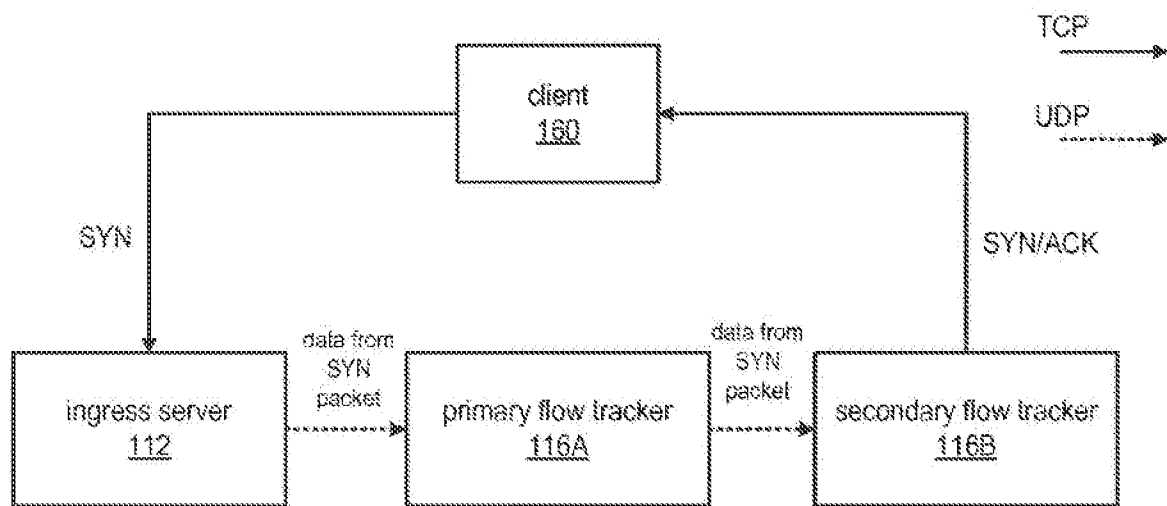 TCP
client
160
UDP
SYN
SYN/ACK
data from
SYN
packet
data from
SYN
packet
ingress server
112
primary flow tracker
116A
secondary flow tracker
116B